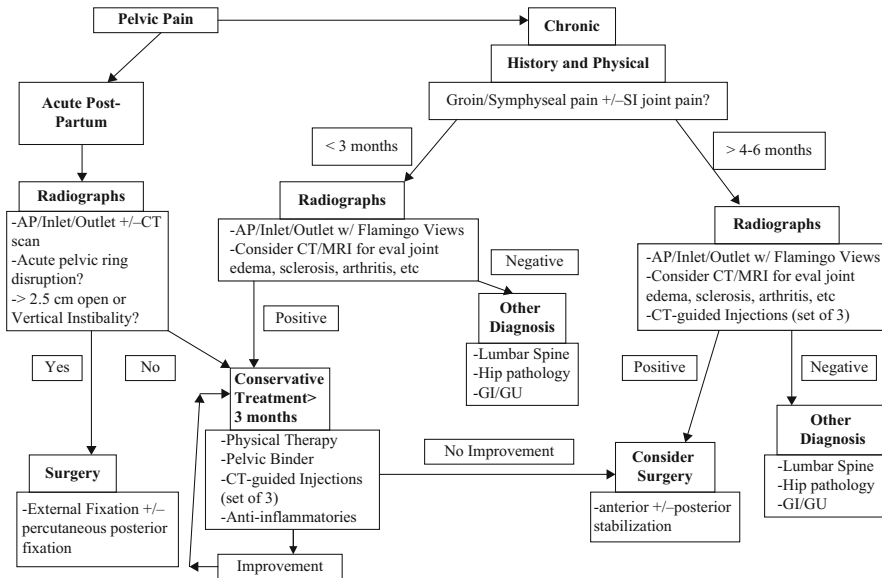 Pelvic Pain
Chronic
History and Physical
Groin/Symphyseal pain +/–SI joint pain?
Acute Post-
Partum
< 3 months
> 4-6 months
Radiographs
-AP/Inlet/Outlet +/–CT
scan
-Acute pelvic ring
disruption?
-> 2.5 cm open or
Vertical Instibality?
Radiographs
-AP/Inlet/Outlet w/ Flamingo Views
-Consider CT/MRI for eval joint
edema, sclerosis, arthritis, etc
Radiographs
-AP/Inlet/Outlet w/ Flamingo Views
-Consider CT/MRI for eval joint
edema, sclerosis, arthritis, etc
-CT-guided Injections (set of 3)
Negative
Positive
Other
Diagnosis
-Lumbar Spine
-Hip pathology
-GI/GU
Yes
No
Positive
Negative
Conservative
Treatment>
3 months
-Physical Therapy
-Pelvic Binder
-CT-guided Injections
(set of 3)
-Anti-inflammatories
No Improvement
Improvement
Surgery
-External Fixation +/–
percutaneous posterior
fixation
Consider
Surgery
-anterior +/–posterior
stabilization
Other
Diagnosis
-Lumbar Spine
-Hip pathology
-GI/GU